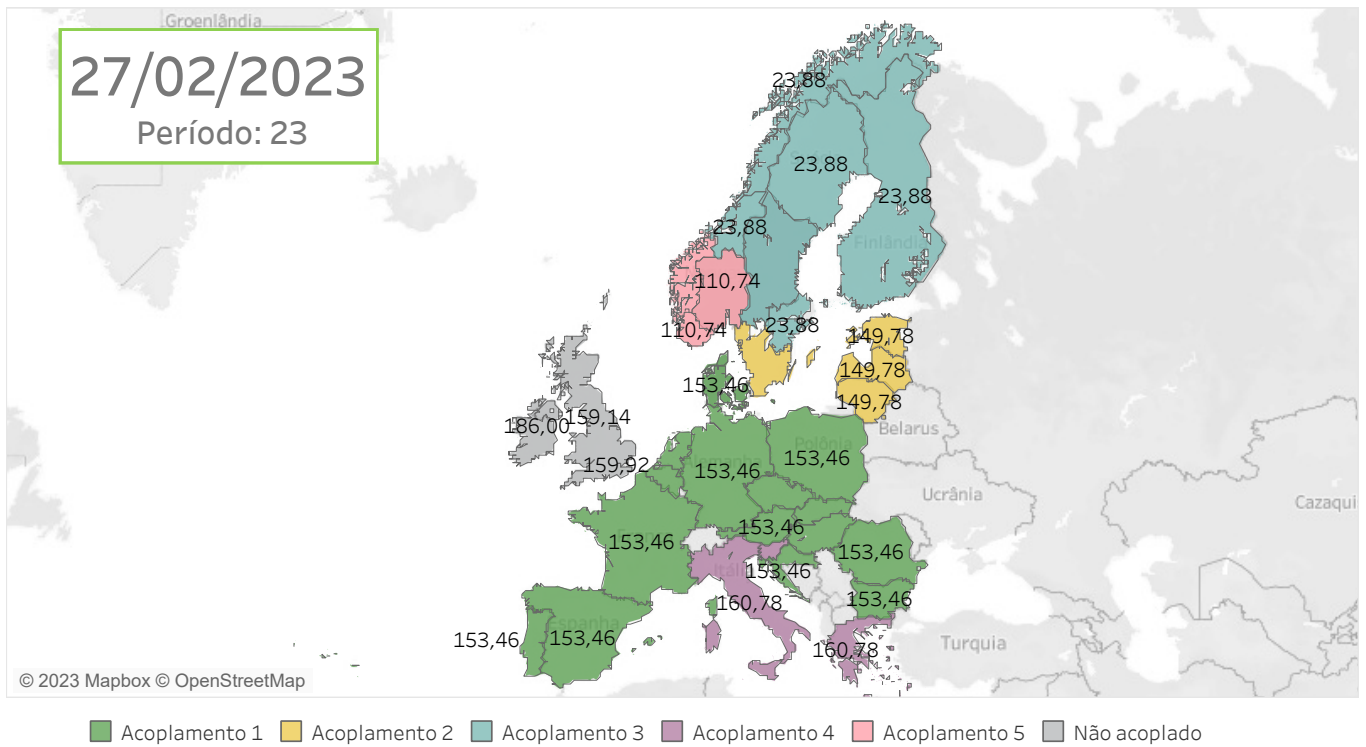 Groenlândia
27/02/2023
Período: 23
23,88
23,88
23,88
23,88
Finlândia
110,74
110,74
23,88
149,78
149,78
149,78
153,46
186,00
159,14
159,92
Belarus
Polônia
153,46
Alemanha
153,46
Ucrânia
Cazaqui
153,46
153,46
153,46
Itáli
153,46
153,46
160,78
Espanha
153,46
153,46
160,78
Turquia
© 2023 Mapbox © OpenStreetMap
Acoplamento 1
Acoplamento 2
Acoplamento 3
Acoplamento 4
Acoplamento 5
Não acoplado